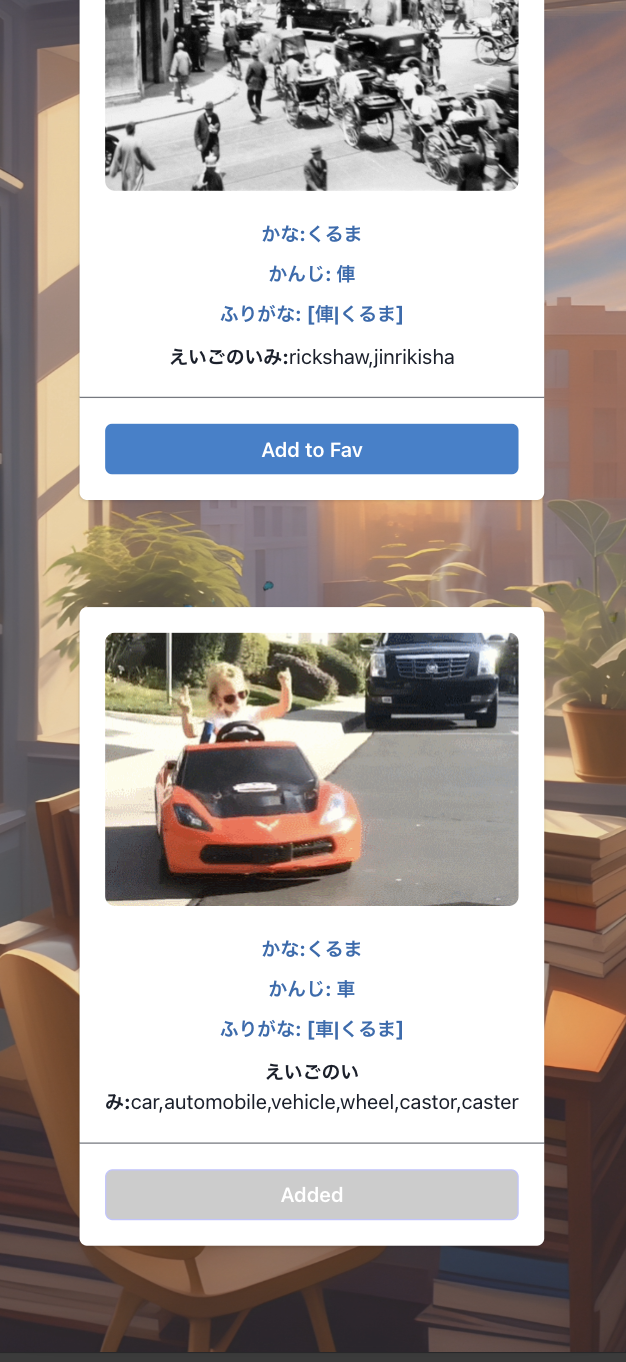 かな:くるま
かんじ: 俥
ふりがな: [俥|くるま]
えいごのいみ:rickshaw,jinrikisha
Add to Fav
かな:くるま
かんじ: 車
ふりがな: [車|くるま]
えいごのい
み:car,automobile,vehicle,wheel,castor,caster
Added